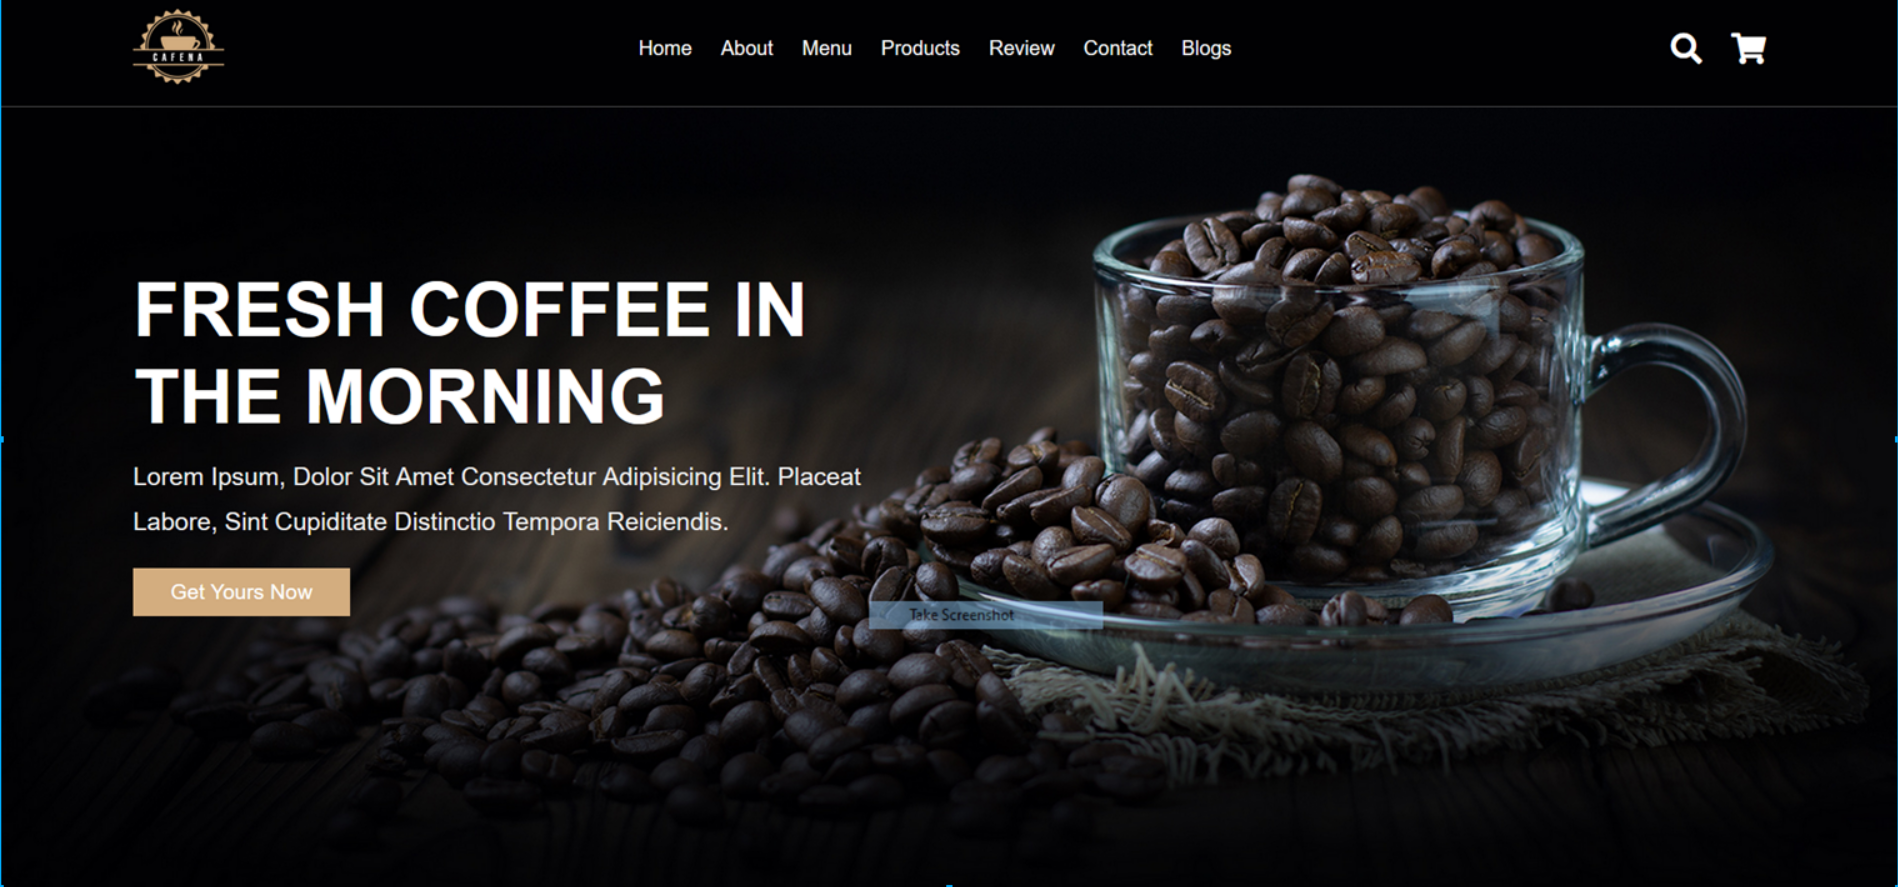 CAFENA
Home About Menu Products Review Contact Blogs
FRESH COFFEE IN
THE MORNING
Lorem Ipsum, Dolor Sit Amet Consectetur Adipisicing Elit. Placeat
Labore, Sint Cupiditate Distinctio Tempora Reiciendis.
Get Yours Now
Take Screenshot